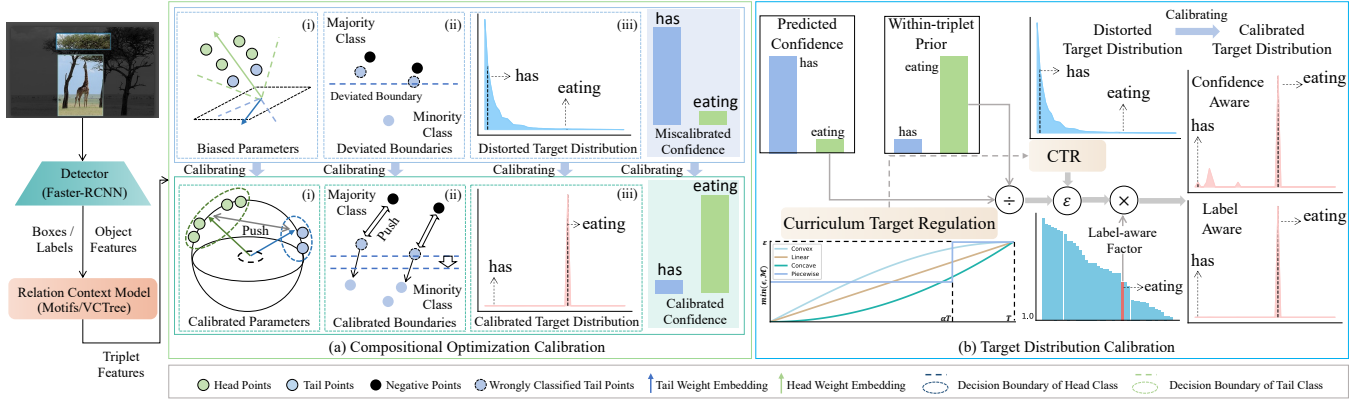 Detector
(Faster-RCNN)
Boxes /
Labels
Object
Features
Relation Context Model
(Motifs/VCTree)
Triplet
Features
(i)
Biased Parameters
Majority
Class
(ii)
Deviated Boundary
Minority
Class
Deviated Boundaries
(iii)
has
eating
Distorted Target Distribution
has
eating
Miscalibrated
Confidence
Calibrating
Calibrating
Calibrating
Calibrating
(i)
Push
Calibrated Parameters
Majority
Class
(ii)
Push
Minority
Class
Calibrated Boundaries
(iii)
has
eating
Calibrated Target Distribution
has
eating
Calibrated
Confidence
(a) Compositional Optimization Calibration
Predicted
Confidence
has
eating
Within-triplet
Prior
eating
has
has
eating
Distorted
Target Distribution
Calibrating
Calibrated
Target Distribution
Confidence
Aware
has
eating
CTR
÷
ε
×
Curriculum Target Regulation
Label-aware
Factor
Convex
Linear
Concave
Piecewise
ε
min(ε, M)
αT
T
eating
1.0
Label
Aware
has
eating
(b) Target Distribution Calibration
Head Points
Tail Points
Negative Points
Wrongly Classified Tail Points
Tail Weight Embedding
Head Weight Embedding
Decision Boundary of Head Class
Decision Boundary of Tail Class